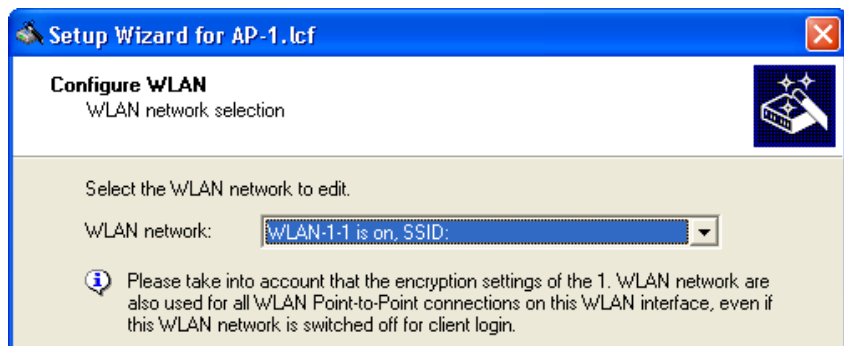 Setup Wizard for AP-1.lcf
Configure WLAN
WLAN network selection
Select the WLAN network to edit.
WLAN network: WLAN-1-1 is on, SSID:
Please take into account that the encryption settings of the 1. WLAN network are
also used for all WLAN Point-to-Point connections on this WLAN interface, even if
this WLAN network is switched off for client login.